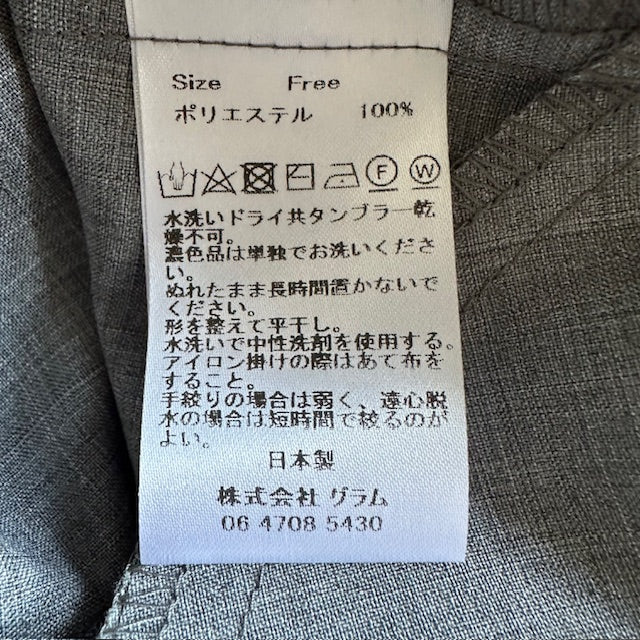 Size Free
ポリエステル 100%
F W
水洗いドライ共タンブラー乾
燥不可。
濃色品は単独でお洗いくださ
い。
ぬれたまま長時間置かないで
ください。
形を整えて平干し。
水洗いで中性洗剤を使用する。
アイロン掛けの際はあて布を
すること。
手絞りの場合は弱く、遠心脱
水の場合は短時間で絞るのが
よい。
日本製
株式会社 グラム
06 4708 5430